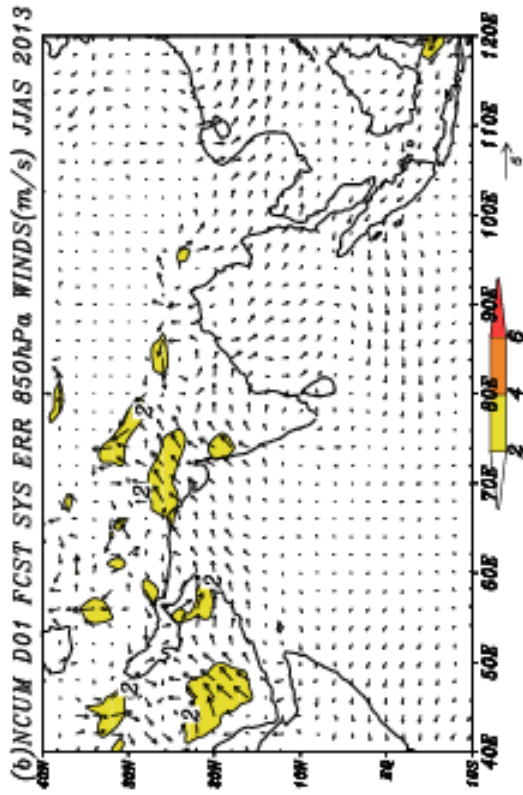 (b)NCUM D01 FCST SYS ERR 850hPa WINDS(m/s) JJAS 2013
40N
30N
20N
10N
EQ
10S
40E 50E 60E 70E 80E 90E 100E 110E 120E
2 2 2 2 2 2
2 4 6